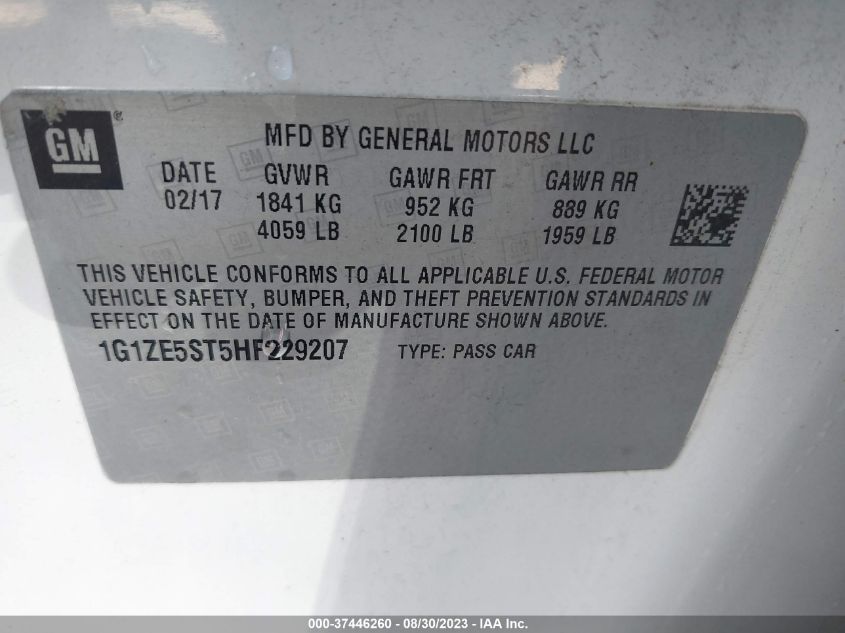 GM
MFD BY GENERAL MOTORS LLC
DATE GVWR GAWR FRT GAWR RR
02/17 1841 KG 952 KG 889 KG
4059 LB 2100 LB 1959 LB
THIS VEHICLE CONFORMS TO ALL APPLICABLE U.S. FEDERAL MOTOR
VEHICLE SAFETY, BUMPER, AND THEFT PREVENTION STANDARDS IN
EFFECT ON THE DATE OF MANUFACTURE SHOWN ABOVE.
1G1ZE5ST5HF229207 TYPE: PASS CAR
000-37446260 - 08/30/2023 - IAA Inc.